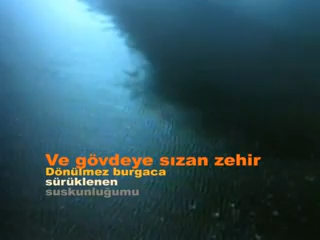 Ve gövdeye sızan zehir
Dönülmez burgaca
sürüklenen
suskunluğumu